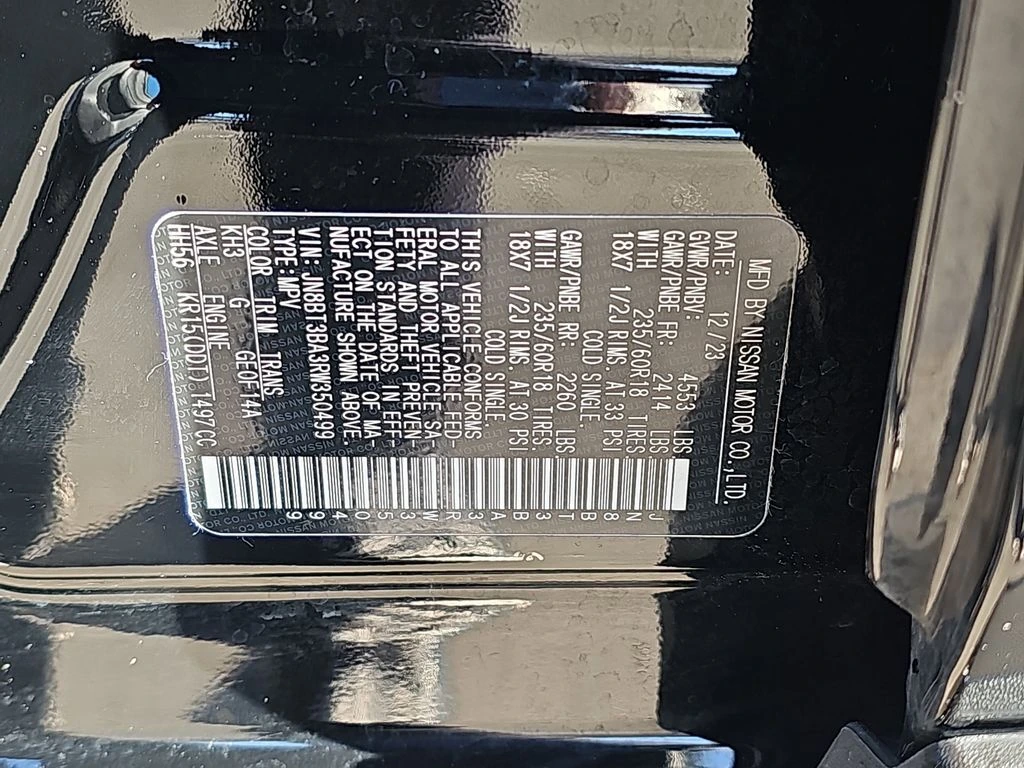 MFD BY NISSAN MOTOR CO.,LTD.
DATE: 12/23
GVWR/PNBV: 4553 LBS
GAWR/PNBE FR: 2414 LBS
WITH 235/60R18 TIRES
18X7 1/2J RIMS, AT 33 PSI
COLD SINGLE.
GAWR/PNBE RR: 2260 LBS
WITH 235/60R18 TIRES.
18X7 1/2J RIMS, AT 30 PSI
COLD SINGLE.
THIS VEHICLE CONFORMS
TO ALL APPLICABLE FED-
ERAL MOTOR VEHICLE SA-
FETY AND THEFT PREVEN-
TION STANDARDS IN EFF-
ECT ON THE DATE OF MA-
NUFACTURE SHOWN ABOVE.
VIN: JN8BT3BA3RW350499
TYPE:MPV
COLOR TRIM TRANS
KH3 G GE0F14A
AXLE ENGINE
HH56 KR15(DDT) 1497CC
JN8BT3BA3RW350499